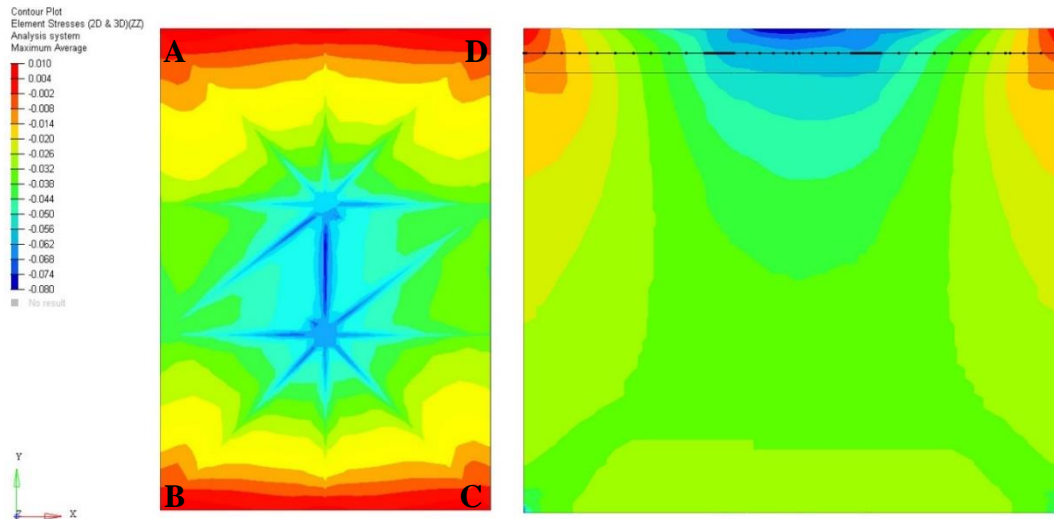 Contour Plot
Element Stresses (2D & 3D)(ZZ)
Analysis system
Maximum Average
0.010
0.004
-0.002
-0.008
-0.014
-0.020
-0.026
-0.032
-0.038
-0.044
-0.050
-0.056
-0.062
-0.068
-0.074
-0.080
No result
A D
B C
Y
Z X